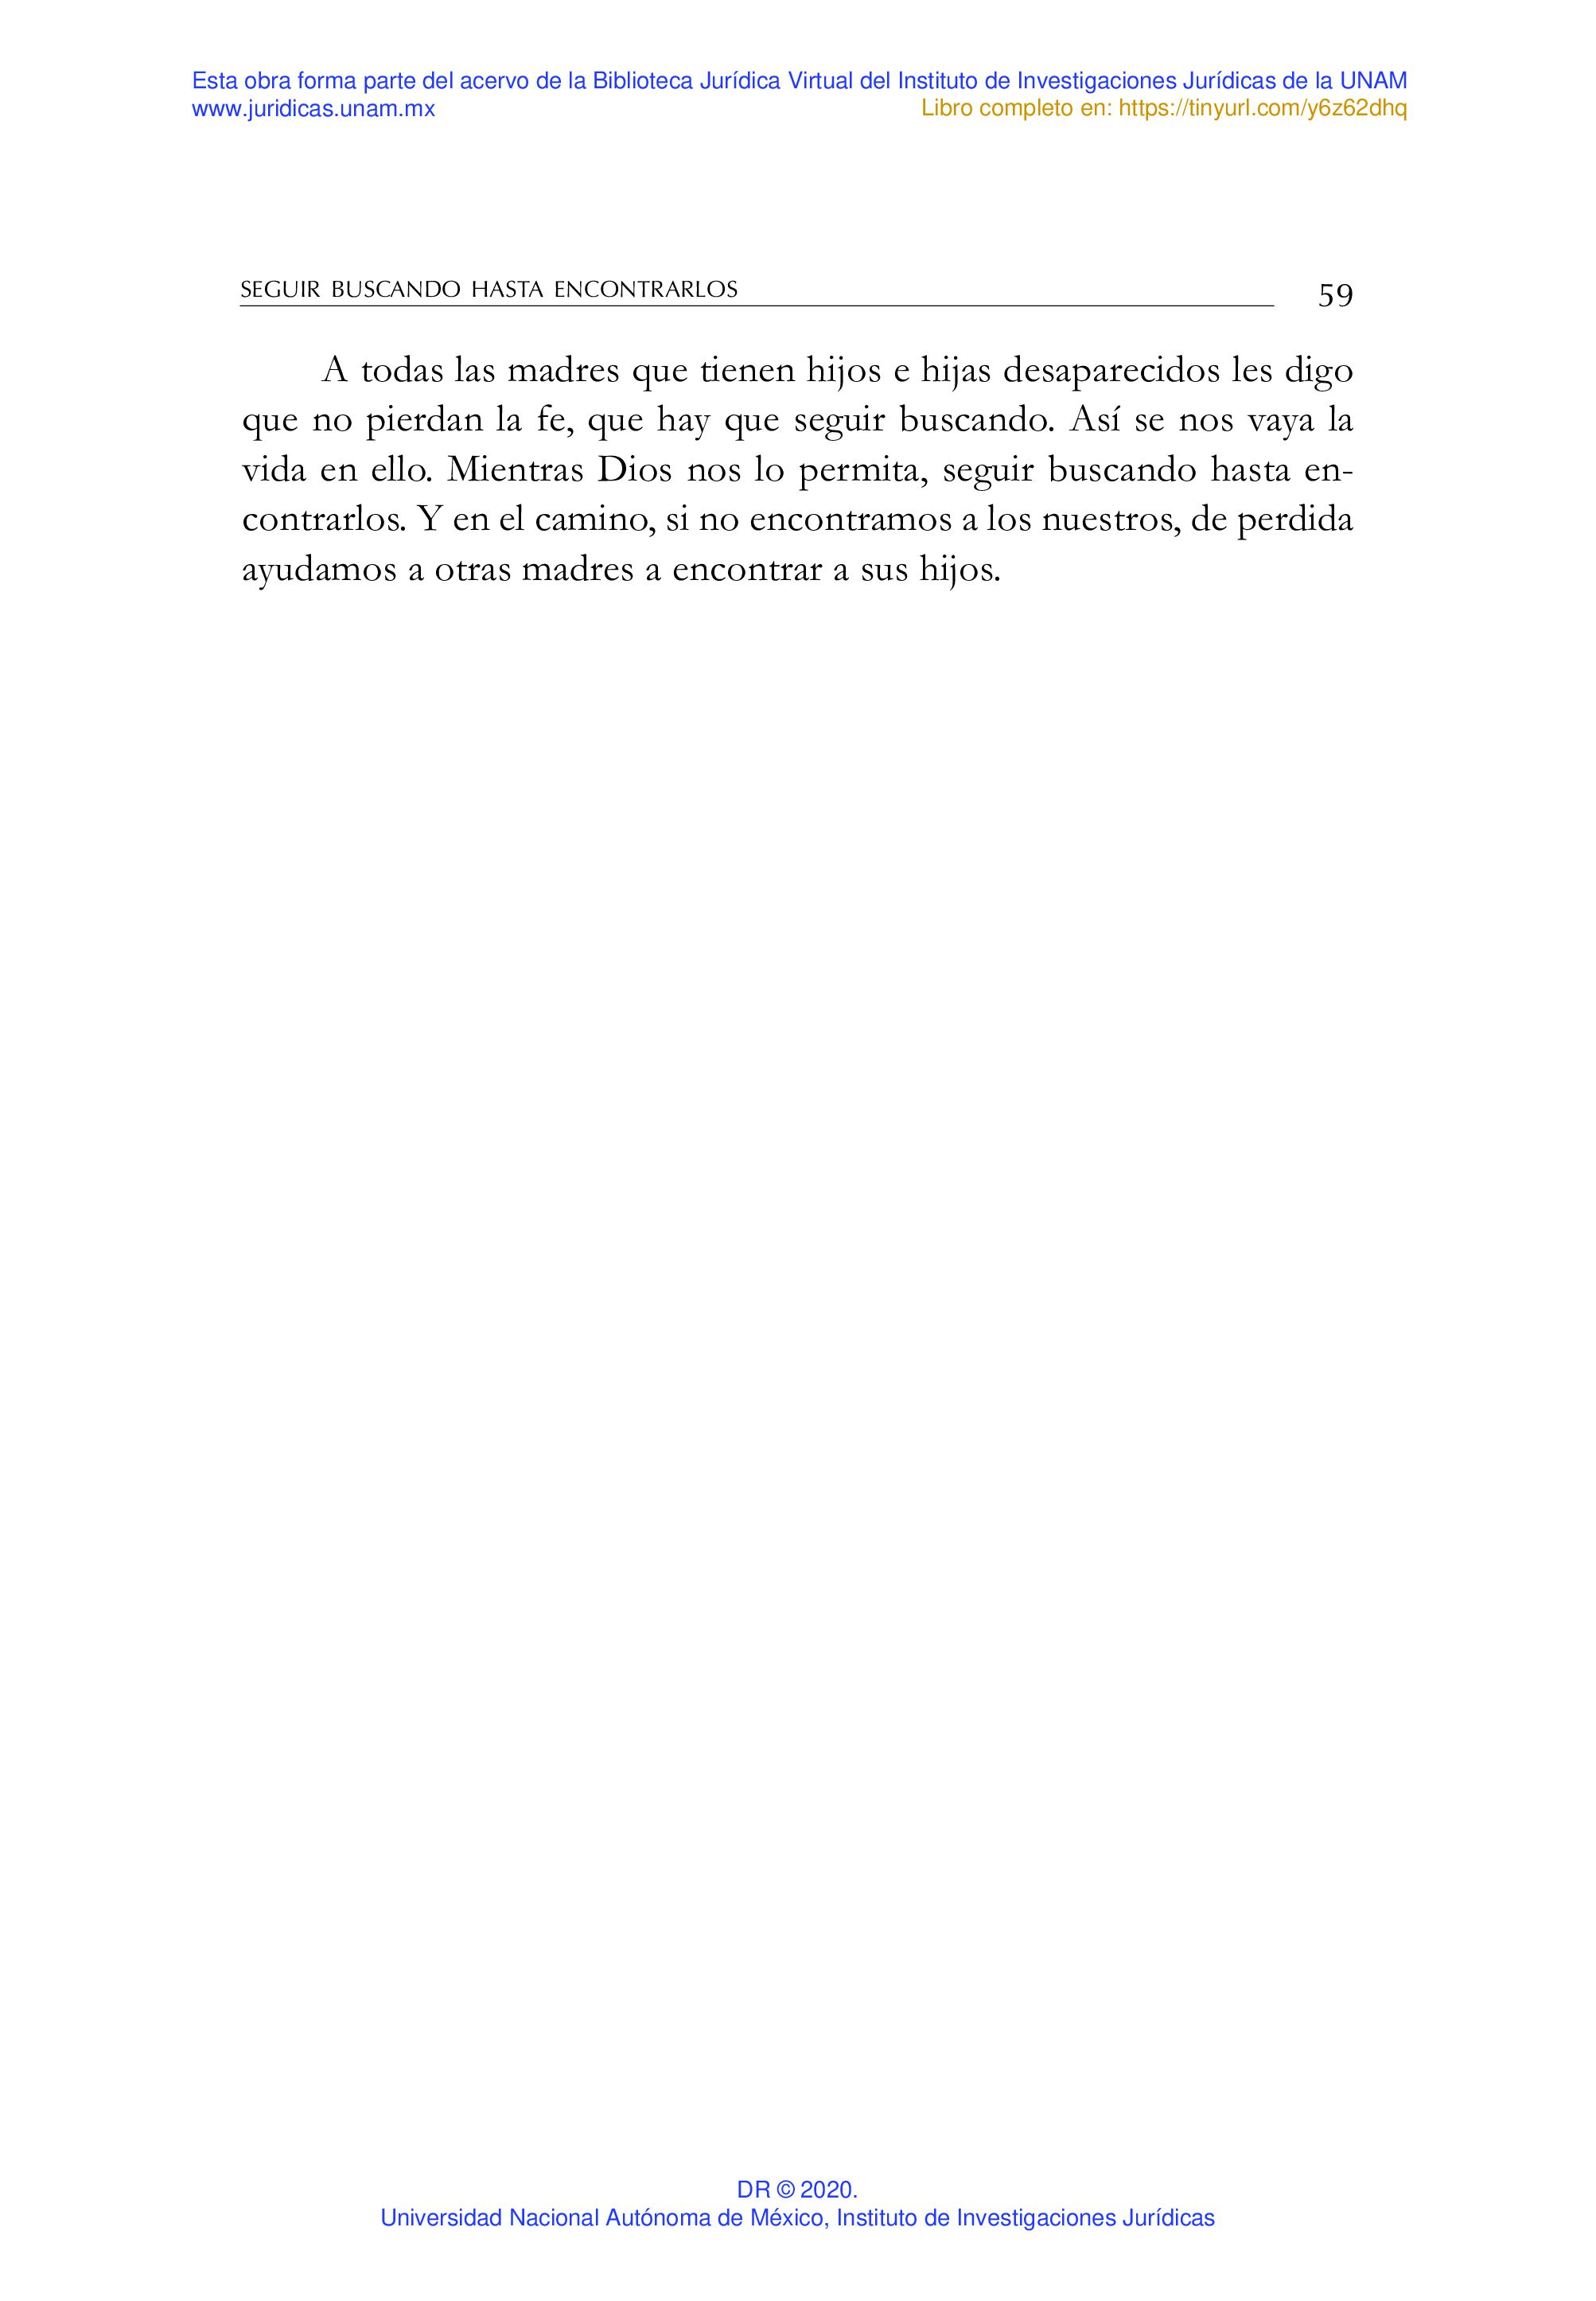 Esta obra forma parte del acervo de la Biblioteca Jurídica Virtual del Instituto de Investigaciones Jurídicas de la UNAM
www.juridicas.unam.mx
Libro completo en: https://tinyurl.com/y6z62dhq
SEGUIR BUSCANDO HASTA ENCONTRARLOS
59
A todas las madres que tienen hijos e hijas desaparecidos les digo
que no pierdan la fe, que hay que seguir buscando. Así se nos vaya la
vida en ello. Mientras Dios nos lo permita, seguir buscando hasta en-
contrarlos. Y en el camino, si no encontramos a los nuestros, de perdida
ayudamos a otras madres a encontrar a sus hijos.
DR © 2020.
Universidad Nacional Autónoma de México, Instituto de Investigaciones Jurídicas